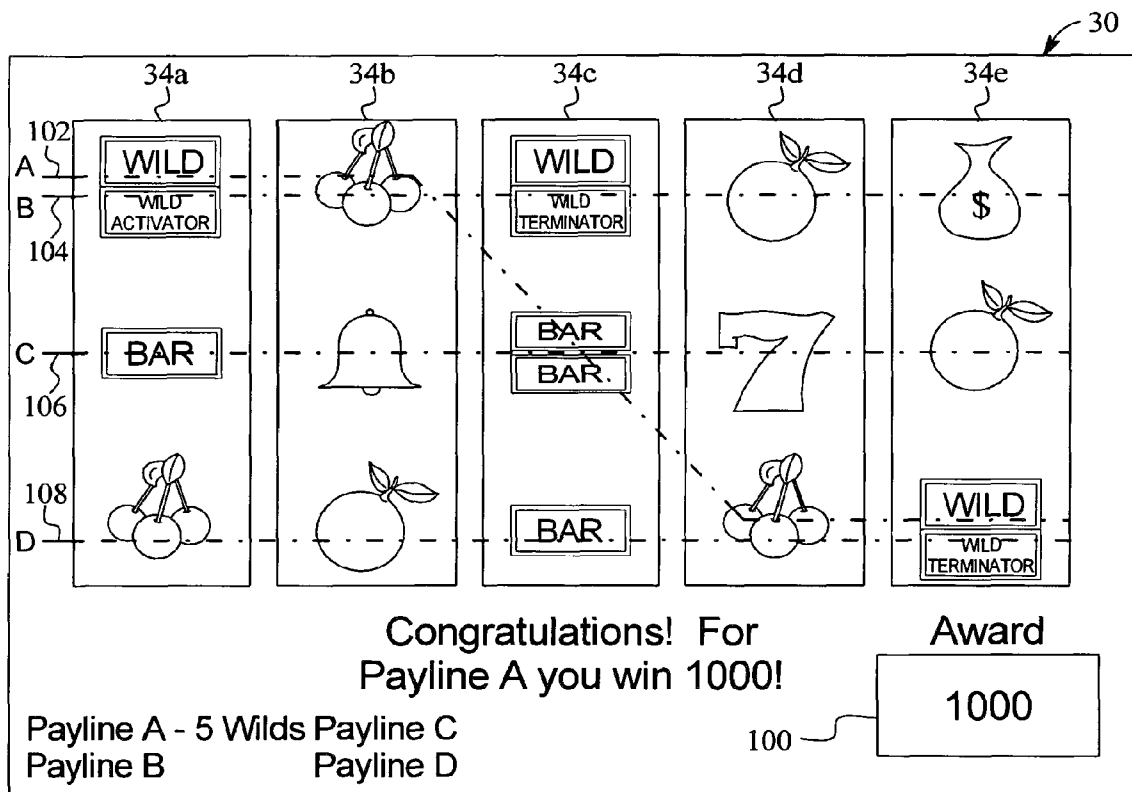 30
34a 34b 34c 34d 34e
102
A
B
104
WILD
WILD
ACTIVATOR
WILD
WILD
TERMINATOR
$
C
106
BAR
BAR
BAR
7
108
D
BAR
WILD
WILD
TERMINATOR
Congratulations! For
Payline A you win 1000!
Award
1000
100
Payline A - 5 Wilds Payline C
Payline B Payline D